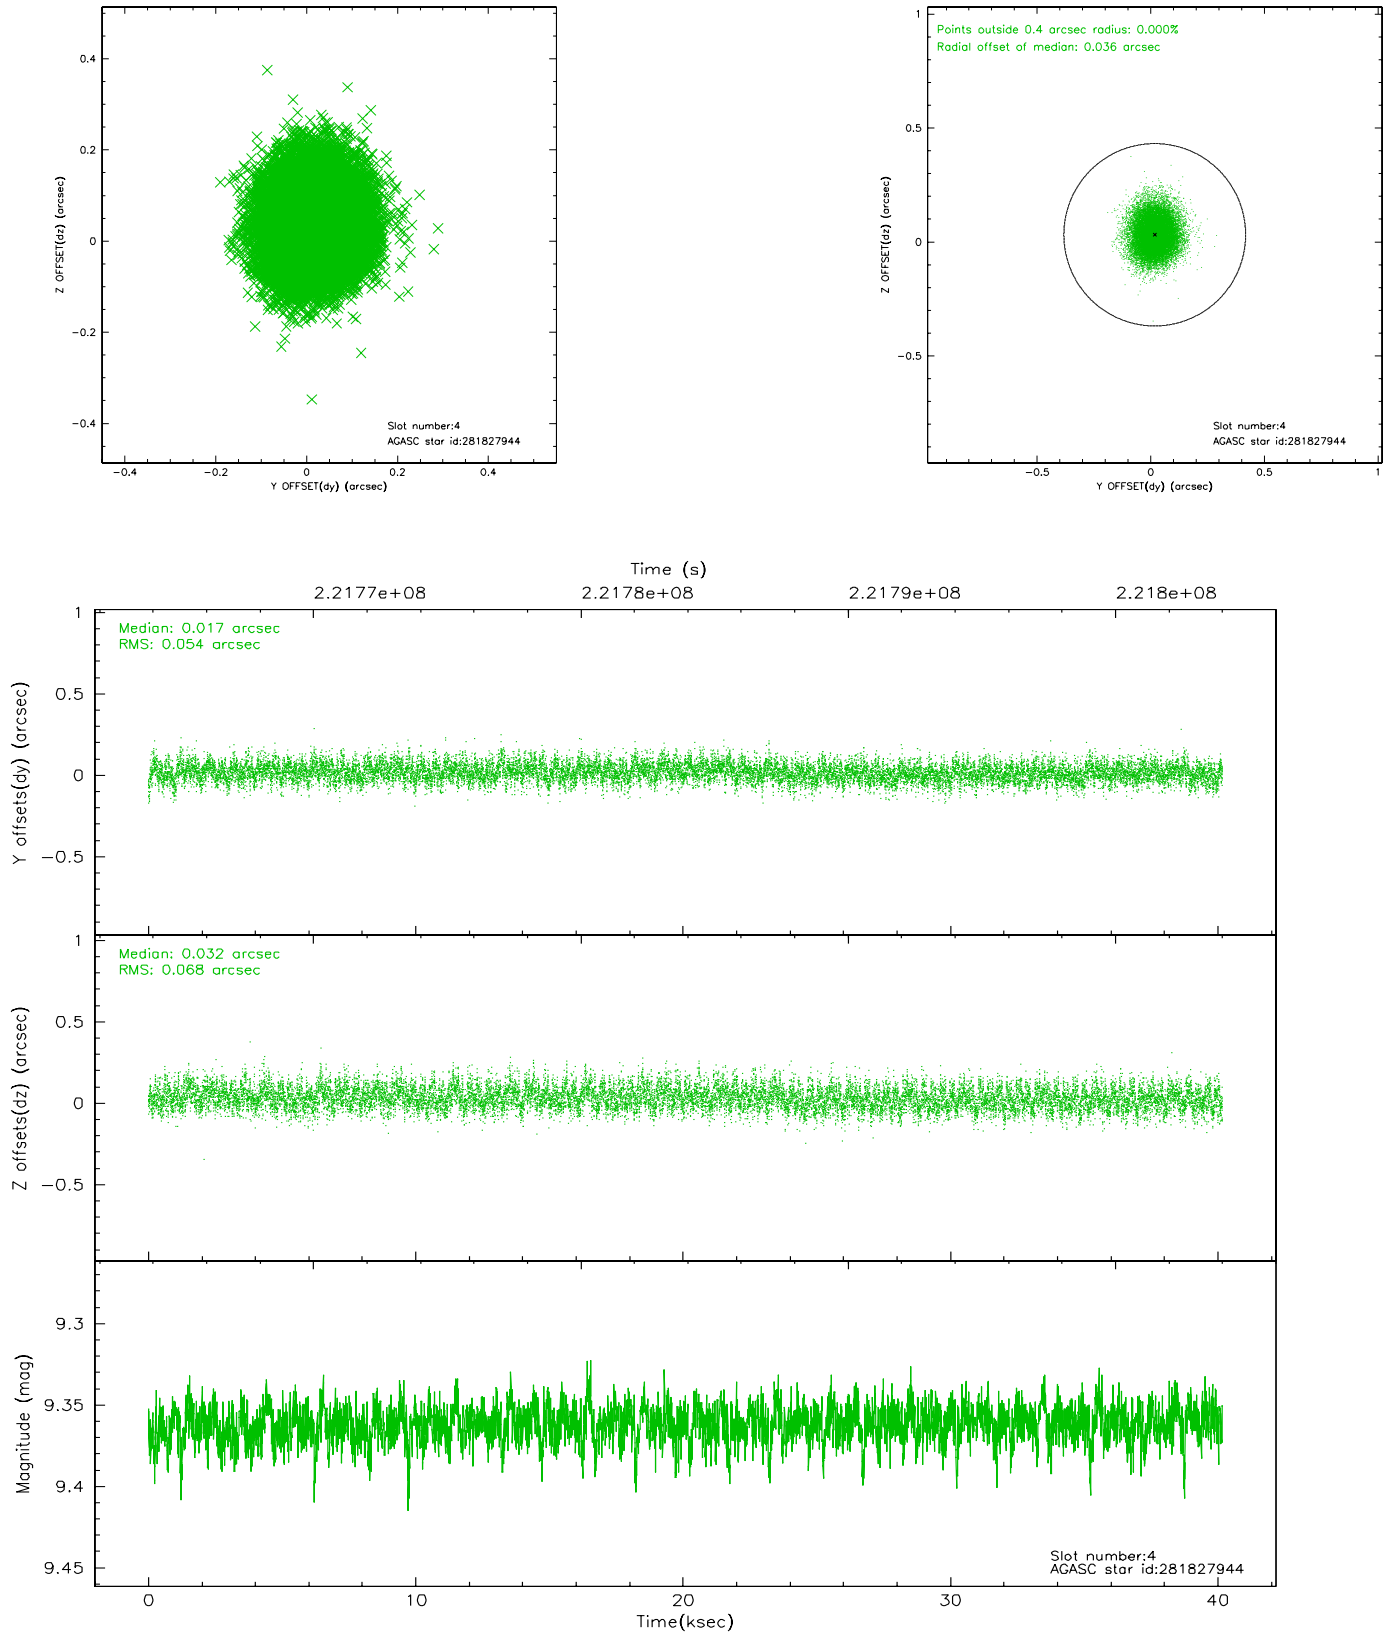 0.4
0.2
0
-0.2
-0.4
Z OFFSET(dz) (arcsec)
Slot number:4
AGASC star id:281827944
-0.4 -0.2 0 0.2 0.4
Y OFFSET(dy) (arcsec)
Points outside 0.4 arcsec radius: 0.000%
Radial offset of median: 0.036 arcsec
1
0.5
0
-0.5
Z OFFSET(dz) (arcsec)
Slot number:4
AGASC star id:281827944
-0.5 0 0.5 1
Y OFFSET(dy) (arcsec)
Time (s)
2.2177e+08 2.2178e+08 2.2179e+08 2.218e+08
Median: 0.017 arcsec
RMS: 0.054 arcsec
1
0.5
0
-0.5
Y offsets(dy) (arcsec)
Median: 0.032 arcsec
RMS: 0.068 arcsec
1
0.5
0
-0.5
Z offsets(dz) (arcsec)
9.3
9.35
9.4
9.45
Magnitude (mag)
Slot number:4
AGASC star id:281827944
0 10 20 30 40
Time(ksec)